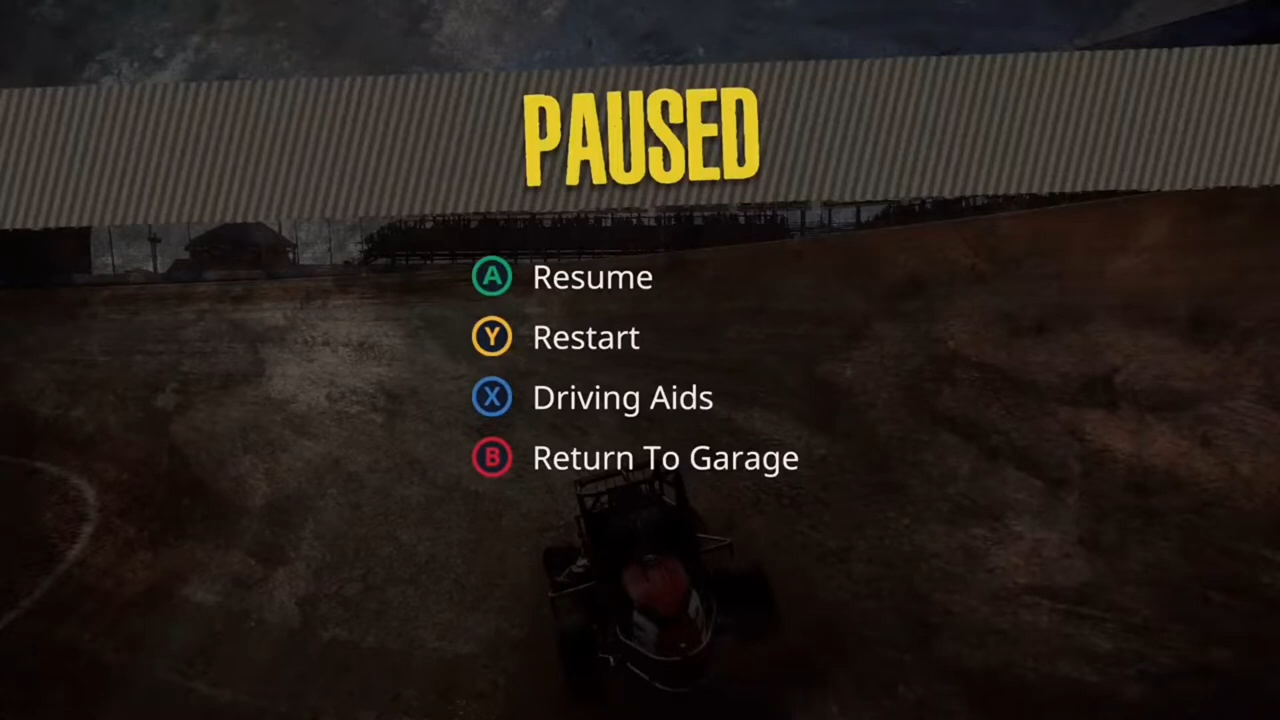 PAUSED
A Resume
Y Restart
X Driving Aids
B Return To Garage